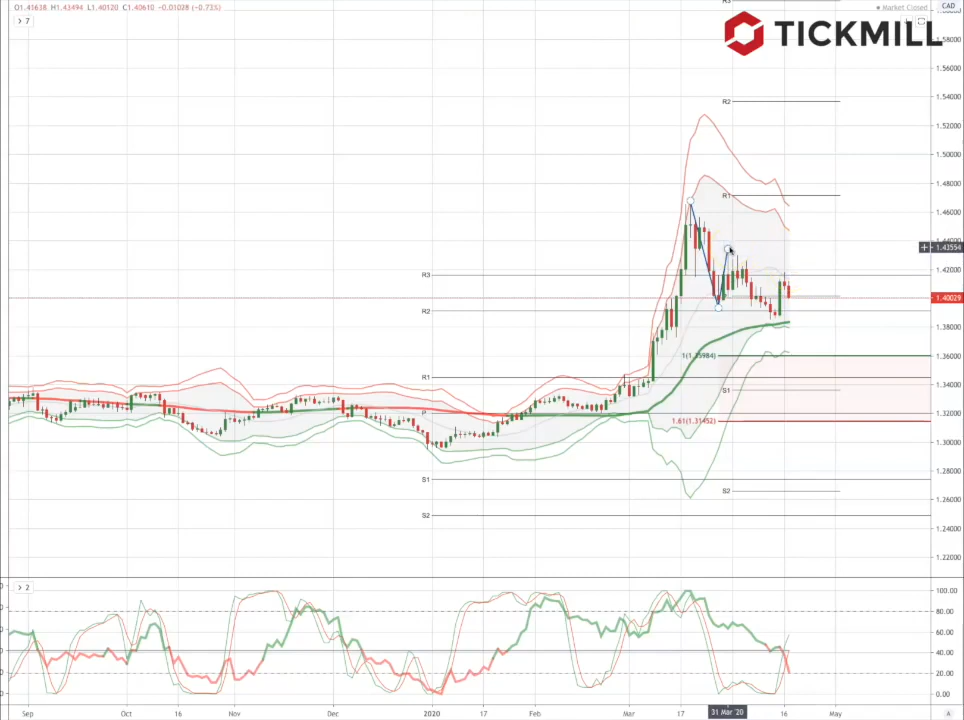 O1.41638 H1.43494 L1.40120 C1.40610 −0.01028 (−0.73%)
R3
Market Closed
CAD
7
TICKMILL
1.58000
1.56000
R2
1.54000
1.52000
1.50000
1.48000
R1
1.46000
1.43554
R3
1.42000
1.40029
R2
1.38000
1(1.35984)
1.36000
R1
1.34000
S1
P
1.32000
1.61(1.31452)
1.30000
S1
1.28000
S2
1.26000
S2
1.24000
1.22000
2
100.00
80.00
60.00
40.00
20.00
0.00
Sep
Oct
16
Nov
Dec
2020
17
Feb
Mar
17
31 Mar '20
16
May
A